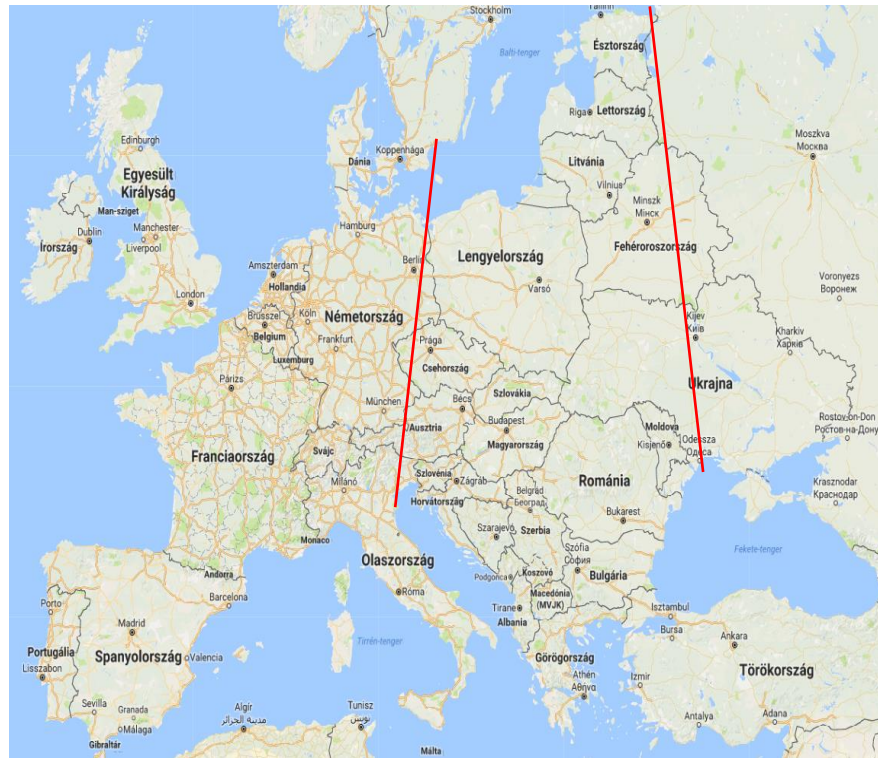 Stockholm
Tallin
Balti-tenger
Észtország
Riga
Lettország
Moszkva
Москва
Edinburgh
Koppenhága
Dánia
Litvánia
Egyesült
Királyság
Vilnius
Man-sziget
Minszk
Мінск
Dublin
Manchester
Hamburg
Írország
Liverpool
Fehéroroszország
Lengyelország
Berlin
Amszterdam
Hollandia
Varsó
Voronyezs
Воронеж
London
Brüsszel
Köln
Németország
Kijev
Київ
Belgium
Kharkiv
Харків
Frankfurt
Prága
Luxemburg
Csehország
Párizs
Ukrajna
Szlovákia
München
Bécs
Rostov-on-Don
Ростов-на-Дону
Ausztria
Budapest
Moldova
Odessza
Одеса
Magyarország
Kisjenő
Svájc
Franciaország
Szlovénia
Zágráb
Románia
Krasznodar
Краснодар
Milánó
Horvátország
Belgrád
Београд
Bukarest
Szarajevó
Szerbia
Monaco
Szófia
София
Fekete-tenger
Olaszország
Andorra
Podgorica
Koszovó
Bulgária
Róma
Macedónia
(MVJK)
Barcelona
Porto
Tirane
Isztambul
Albania
Madrid
Bursa
Ankara
Tirrén-tenger
Portugália
Spanyolország
Valencia
Görögország
Lisszabon
Törökország
Athén
Αθήνα
Izmir
Sevilla
Granada
Algír
مدينة الجزائر
Tunisz
تونس
Málaga
Antalya
Adana
Gibraltár
Málta